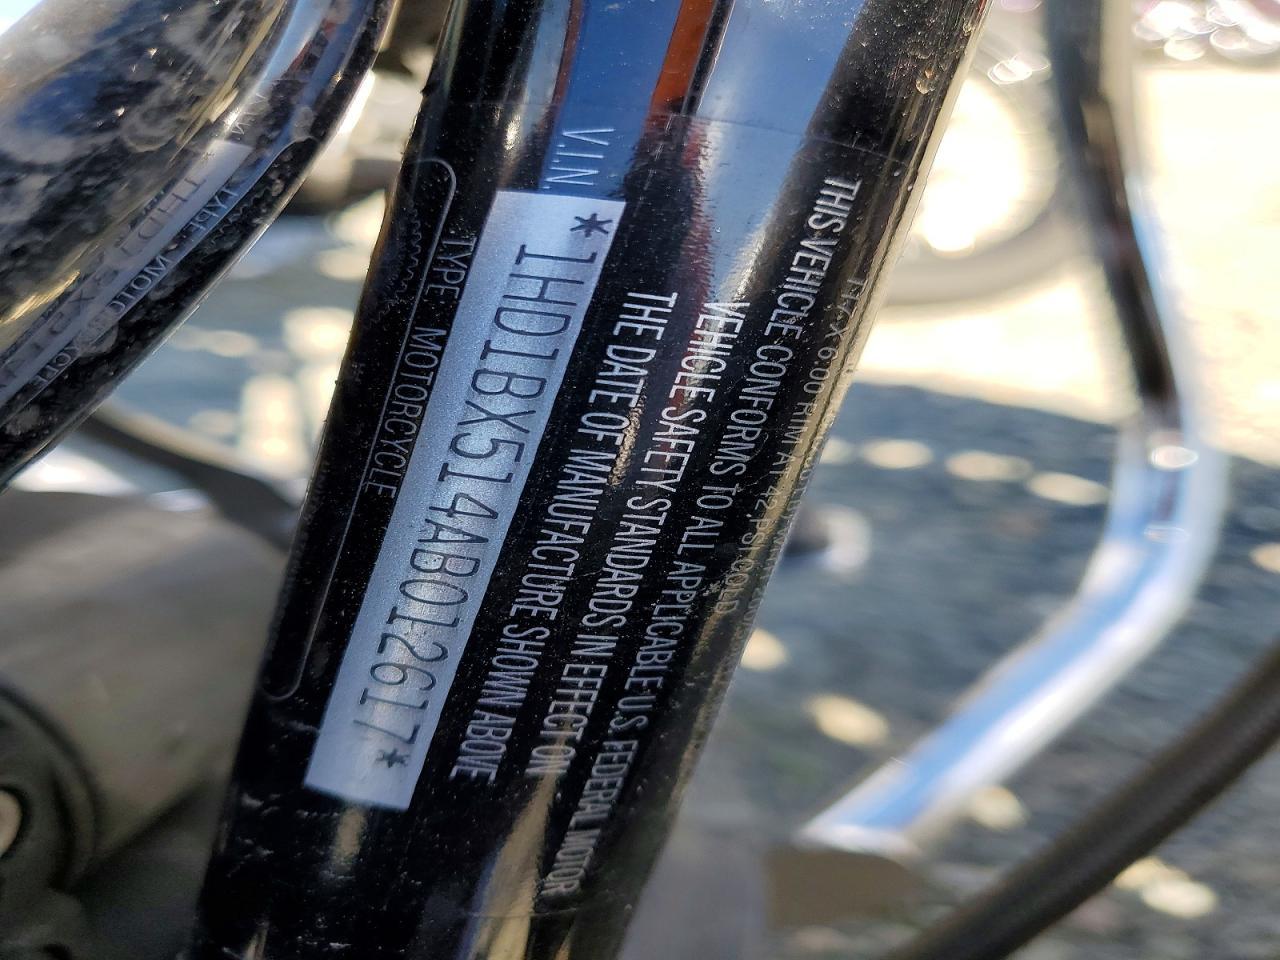 THIS VEHICLE CONFORMS TO ALL APPLICABLE U.S. FEDERAL MOTOR
VEHICLE SAFETY STANDARDS IN EFFECT ON
THE DATE OF MANUFACTURE SHOWN ABOVE
V.I.N.
*1HD1BX514AB012617*
TYPE: MOTORCYCLE